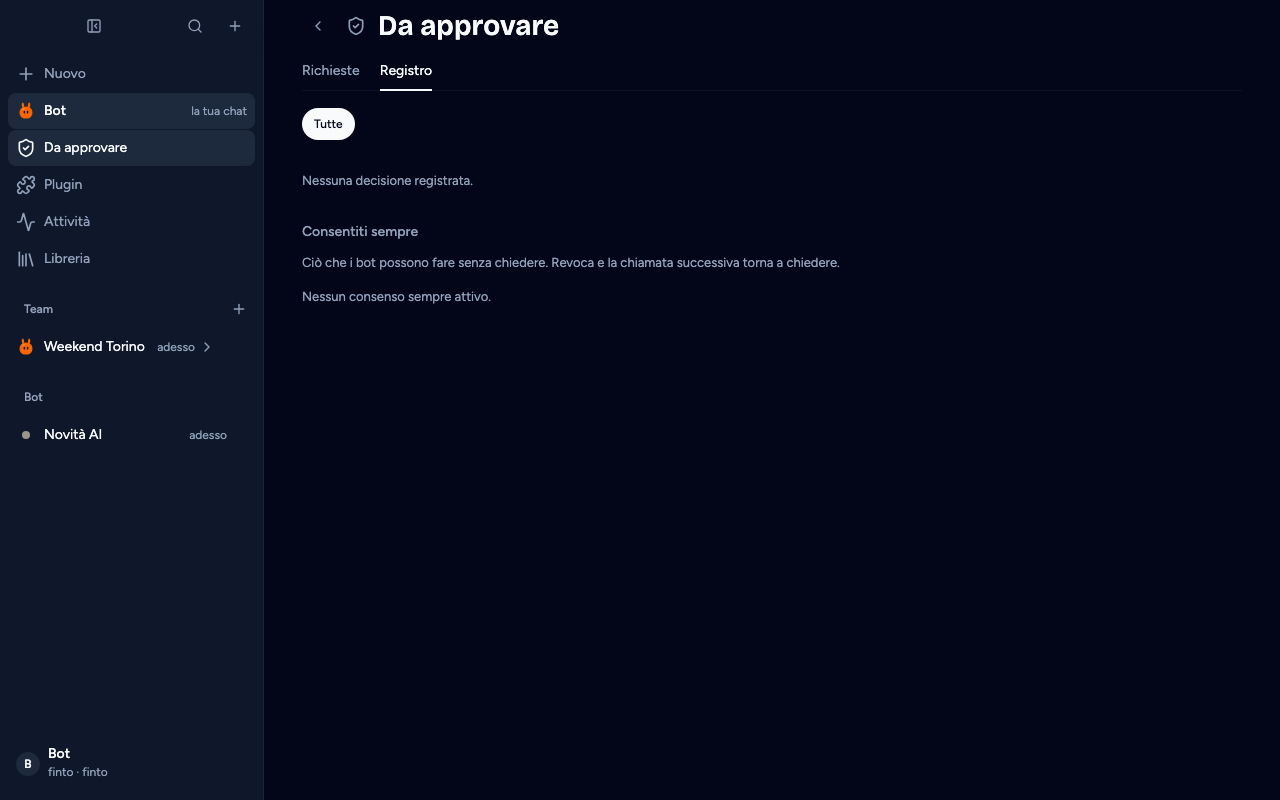 Nuovo
Bot la tua chat
Da approvare
Plugin
Attività
Libreria
Team
Weekend Torino adesso
Bot
Novità AI adesso
B
Bot
finto · finto
Da approvare
Richieste Registro
Tutte
Nessuna decisione registrata.
Consentiti sempre
Ciò che i bot possono fare senza chiedere. Revoca e la chiamata successiva torna a chiedere.
Nessun consenso sempre attivo.